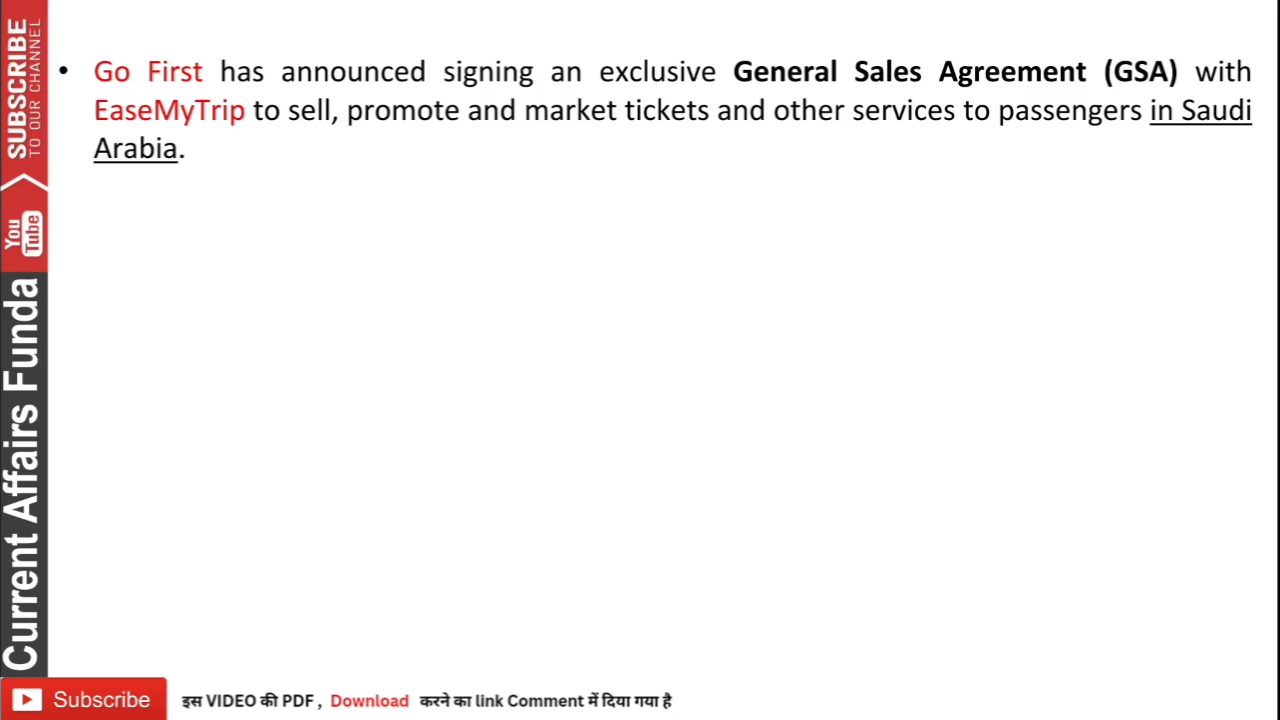 • Go First has announced signing an exclusive General Sales Agreement (GSA) with
EaseMyTrip to sell, promote and market tickets and other services to passengers in Saudi
Arabia.
SUBSCRIBE
TO OUR CHANNEL
You
Tube
Current Affairs Funda
Subscribe
इस VIDEO की PDF , Download करने का link Comment में दिया गया है